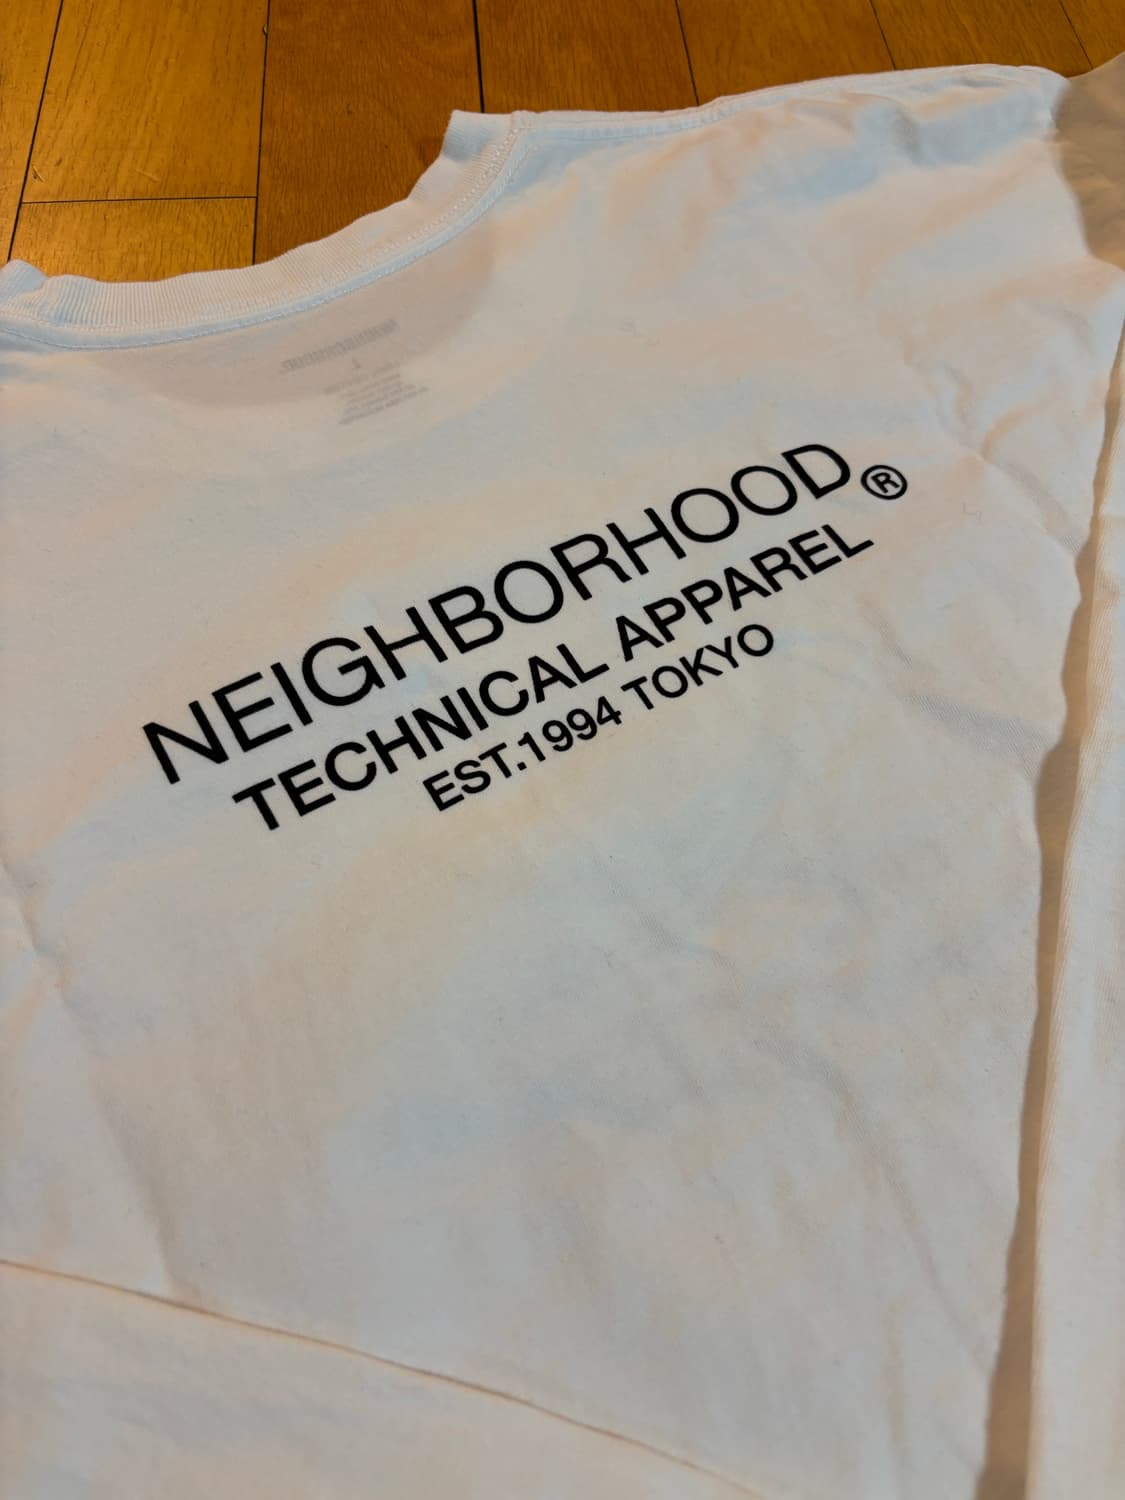 NEIGHBORHOOD®
TECHNICAL APPAREL
EST.1994 TOKYO